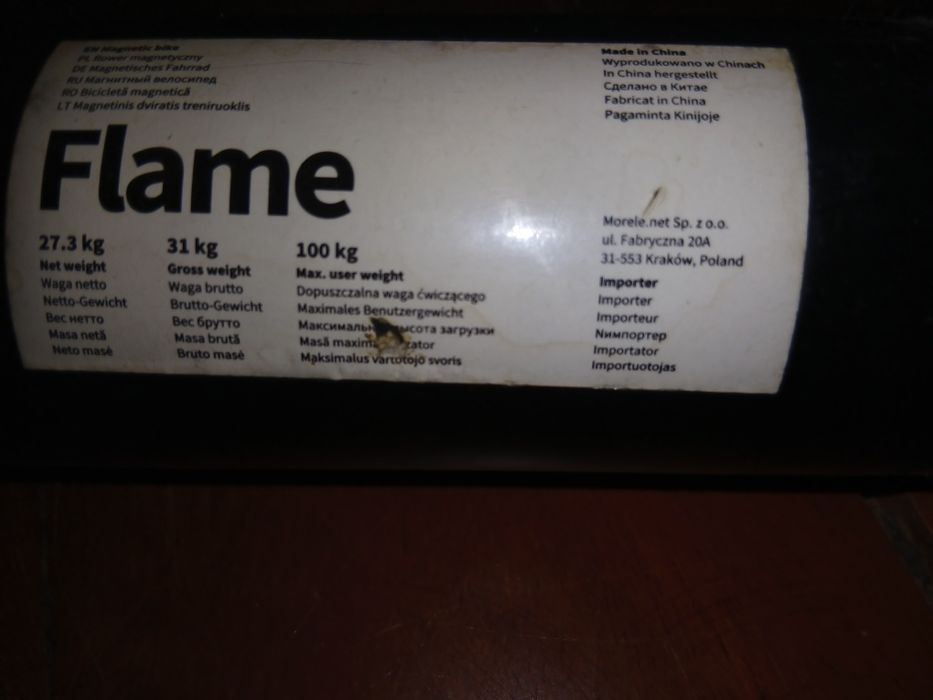 EN Magnetic bike
PL Rower magnetyczny
DE Magnetisches Fahrrad
RU Магнитный велосипед
RO Bicicletă magnetică
LT Magnetinis dviratis treniruoklis
Made in China
Wyprodukowano w Chinach
In China hergestellt
Сделано в Китае
Fabricat in China
Pagaminta Kinijoje
Flame
27.3 kg
Net weight
Waga netto
Netto-Gewicht
Вес нетто
Masa netă
Neto masė
31 kg
Gross weight
Waga brutto
Brutto-Gewicht
Вес брутто
Masa brută
Bruto masė
100 kg
Max. user weight
Dopuszczalna waga ćwiczącego
Maximales Benutzergewicht
загрузки
Masă
Maksimalus vartotojo svoris
Morele.net Sp. z o.o.
ul. Fabryczna 20A
31-553 Kraków, Poland
Importer
Importer
Importeur
Nимпортер
Importator
Importuotojas